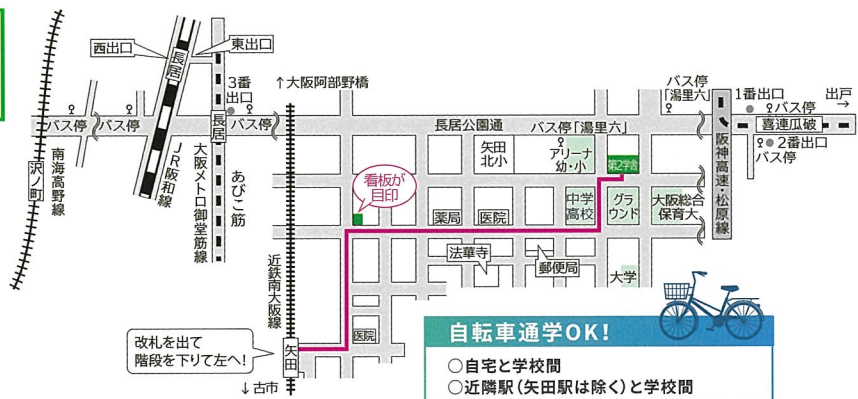 西出口
東出口
長居
3番
出口
↑大阪阿部野橋
バス停
バス停
長居
バス停
長居公園通
バス停「湯里六」
バス停
「湯里六」
1番出口
出戸
→
バス停
喜連瓜破
2番出口
バス停
沢ノ町
南海高野線
JR阪和線
大阪メトロ御堂筋線
あびこ筋
近鉄南大阪線
阪神高速・松原線
矢田
北小
アリーナ
幼・小
第2学舎
看板が
目印
薬局
医院
中学
高校
グラ
ウンド
大阪総合
保育大
法華寺
郵便局
大学
医院
改札を出て
階段を下りて左へ!
矢田
↓古市
自転車通学OK!
○自宅と学校間
○近隣駅(矢田駅は除く)と学校間